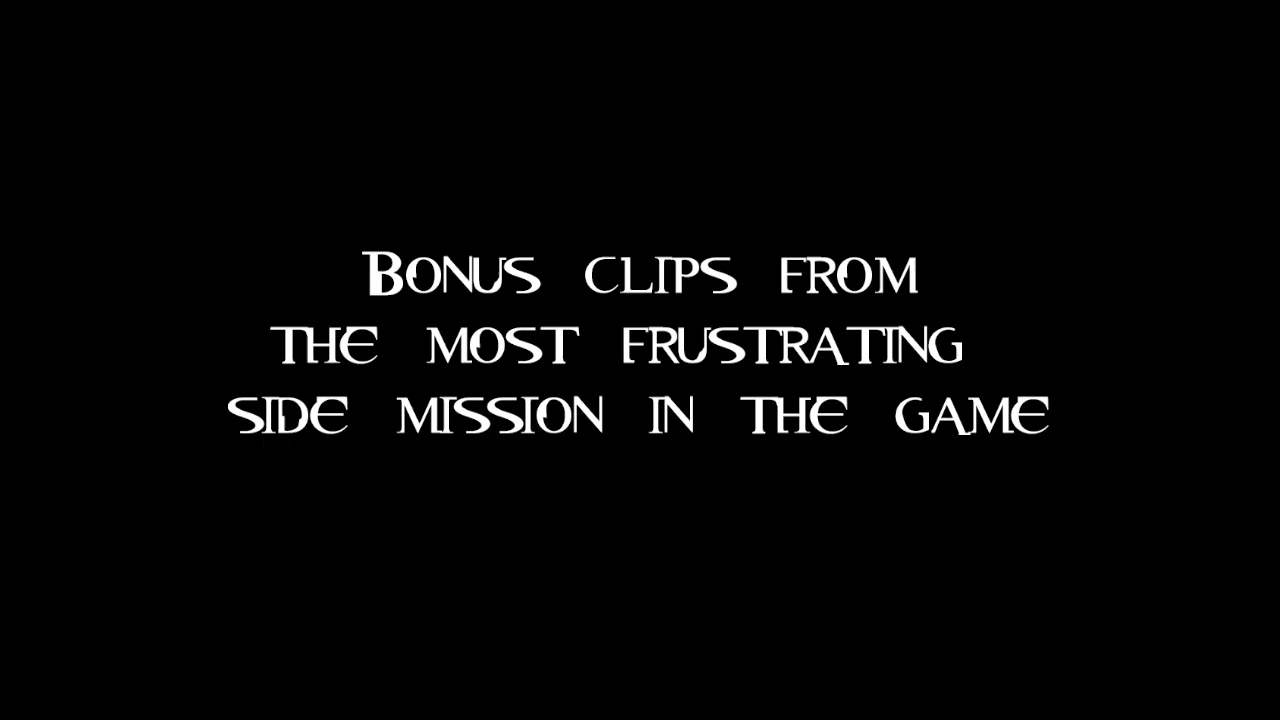 Bonus clips from
the most frustrating
side mission in the game